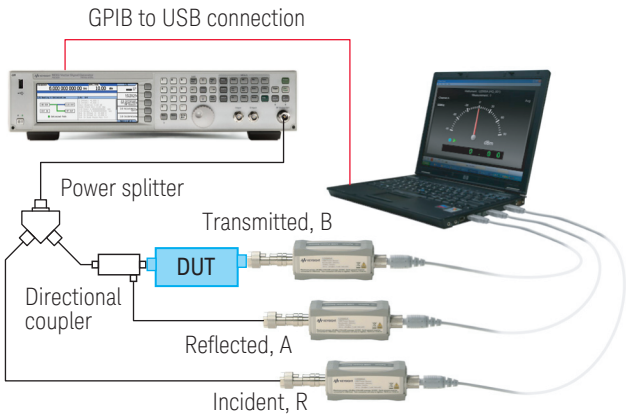 GPIB to USB connection
Power splitter
Transmitted, B
DUT
Directional
coupler
Reflected, A
Incident, R